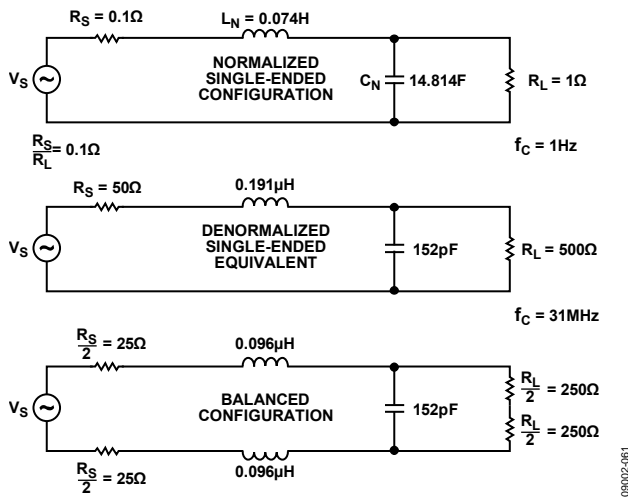 RS = 0.1Ω
LN = 0.074H
VS
NORMALIZED
SINGLE-ENDED
CONFIGURATION
CN
14.814F
RL = 1Ω
RS
RL
= 0.1Ω
fC = 1Hz
RS = 50Ω
0.191µH
VS
DENORMALIZED
SINGLE-ENDED
EQUIVALENT
152pF
RL = 500Ω
fC = 31MHz
RS
2
= 25Ω
0.096µH
VS
BALANCED
CONFIGURATION
152pF
RL
2
= 250Ω
RL
2
= 250Ω
RS
2
= 25Ω
0.096µH
09002-061